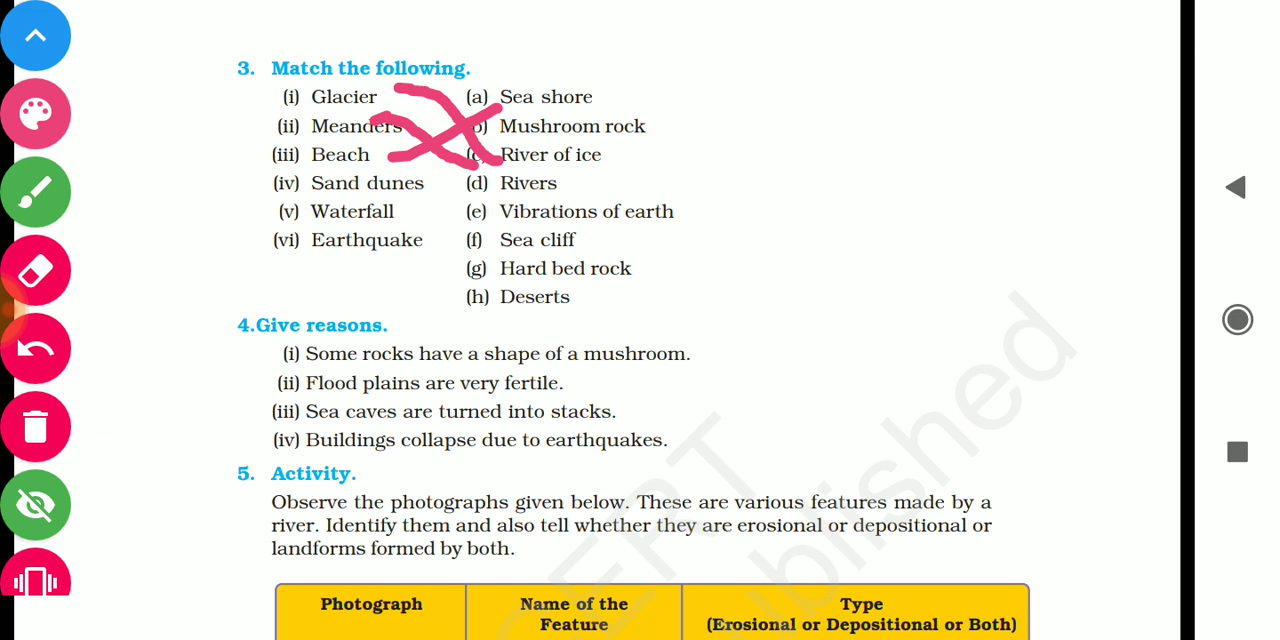 3. Match the following.
(i) Glacier (a) Sea shore
(ii) Meanders (b) Mushroom rock
(iii) Beach (c) River of ice
(iv) Sand dunes (d) Rivers
(v) Waterfall (e) Vibrations of earth
(vi) Earthquake (f) Sea cliff
(g) Hard bed rock
(h) Deserts
4.Give reasons.
(i) Some rocks have a shape of a mushroom.
(ii) Flood plains are very fertile.
(iii) Sea caves are turned into stacks.
(iv) Buildings collapse due to earthquakes.
5. Activity.
Observe the photographs given below. These are various features made by a
river. Identify them and also tell whether they are erosional or depositional or
landforms formed by both.
Photograph Name of the Feature Type (Erosional or Depositional or Both)